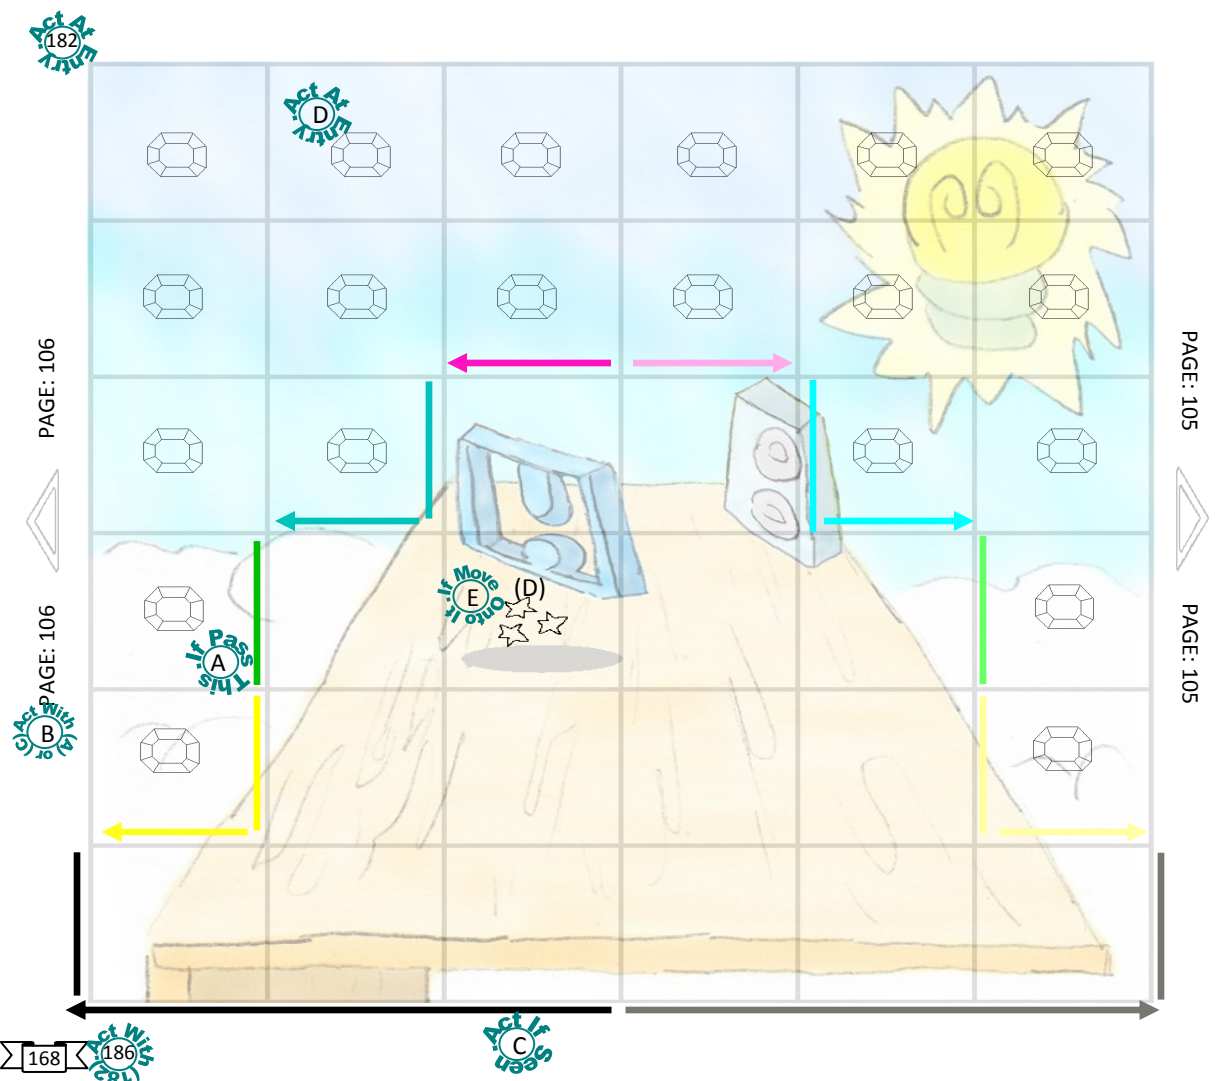 .Act At Entry.
182
.Act At Entry.
D
PAGE: 106
PAGE: 105
.If Move Onto It.
E
(D)
PAGE: 106
PAGE: 105
.If Pass This.
A
Act With (A) or (C)
B
.Act If Seen.
C
168
.Act With (182)
186